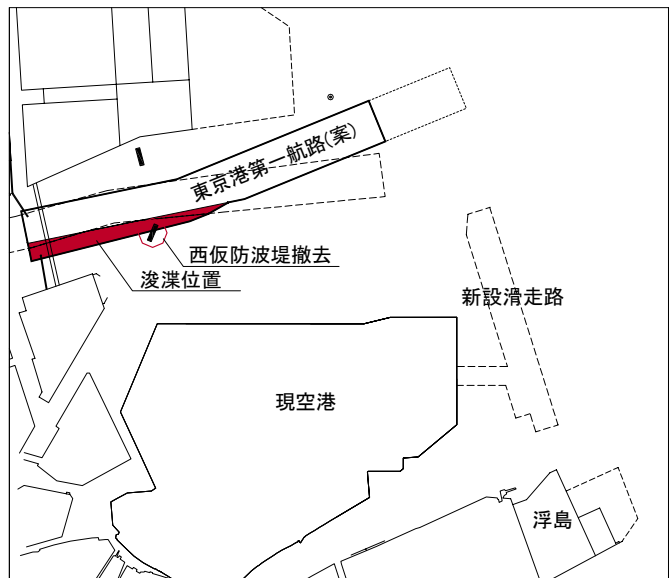 東京港第一航路(案)
西仮防波堤撤去
浚渫位置
新設滑走路
現空港
浮島